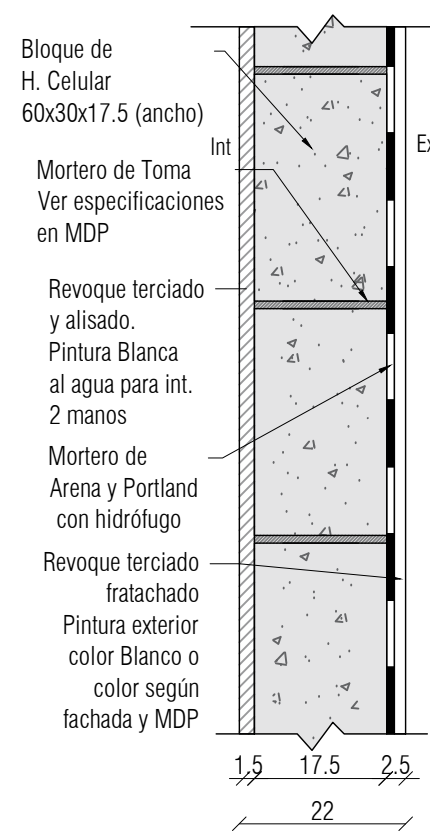 Bloque de
H. Celular
60x30x17.5 (ancho)
Int
Ex
Mortero de Toma
Ver especificaciones
en MDP
Revoque terciado
y alisado.
Pintura Blanca
al agua para int.
2 manos
Mortero de
Arena y Portland
con hidrófugo
Revoque terciado
fratachado
Pintura exterior
color Blanco o
color según
fachada y MDP
1.5 17.5 2.5
22